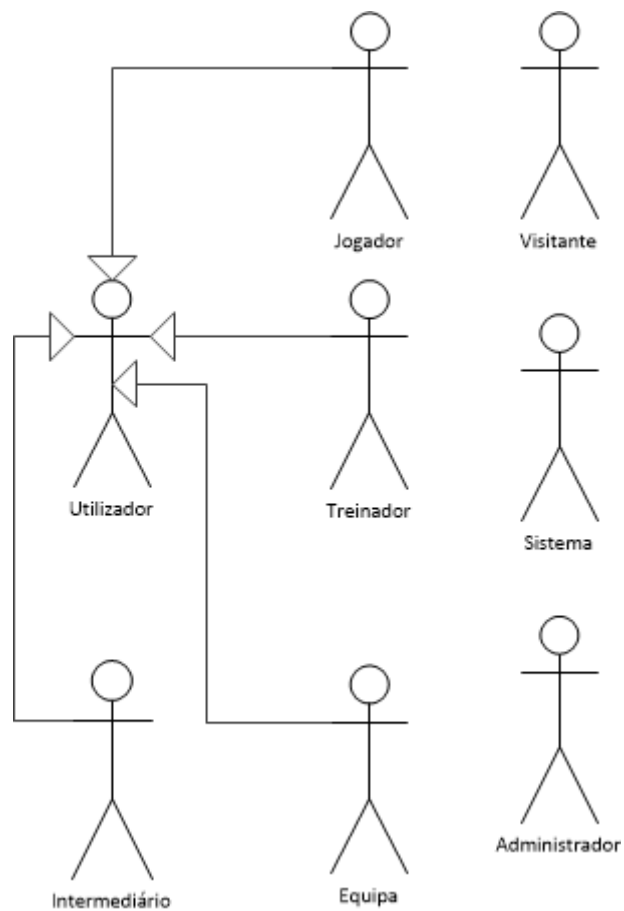 Jogador
Visitante
Utilizador
Treinador
Sistema
Intermediário
Equipa
Administrador